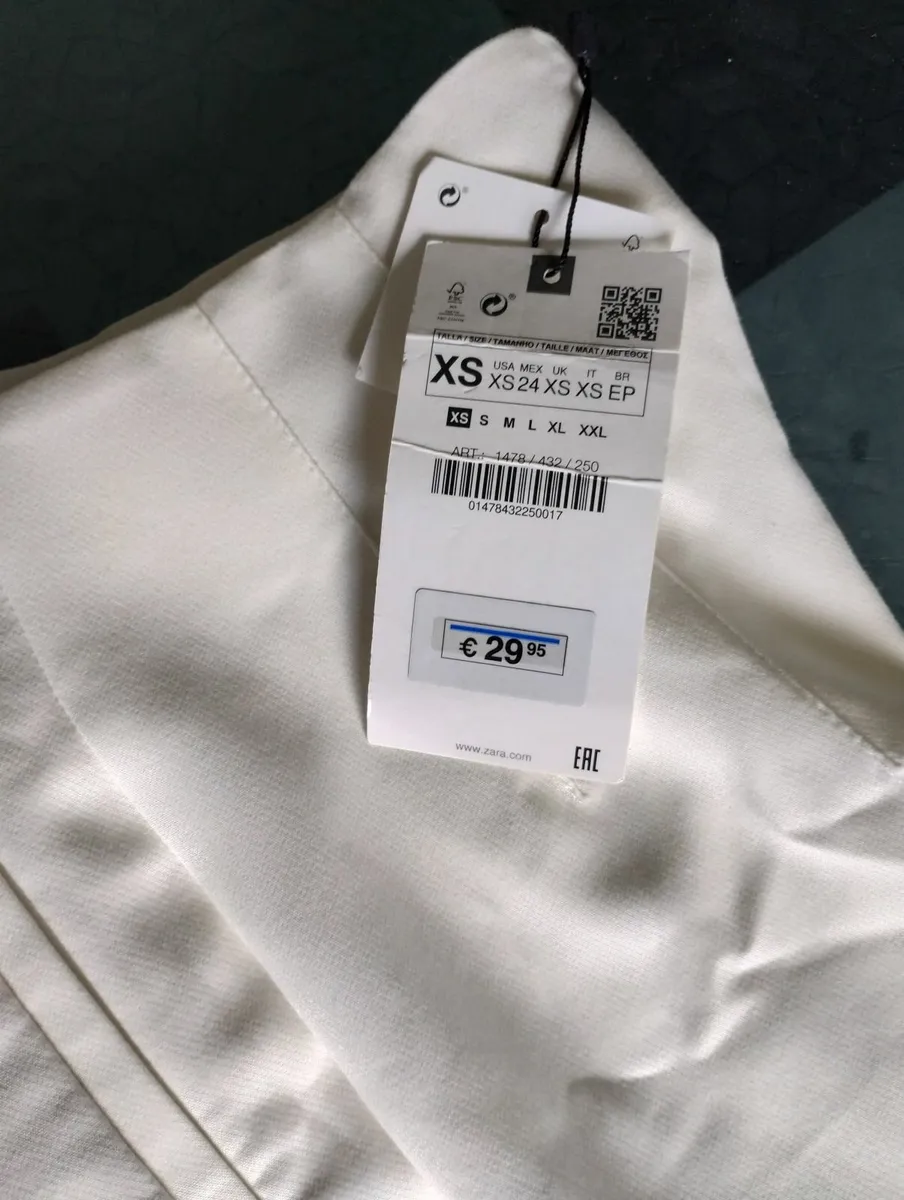 FSC
TALLA / SIZE / TAMANHO / TAILLE / MAAT / ΜΕΓΕΘΟΣ
XS
USA MEX UK IT BR
XS 24 XS XS EP
XS S M L XL XXL
ART.: 1478 / 432 / 250
01478432250017
€ 29 95
www.zara.com
EAC